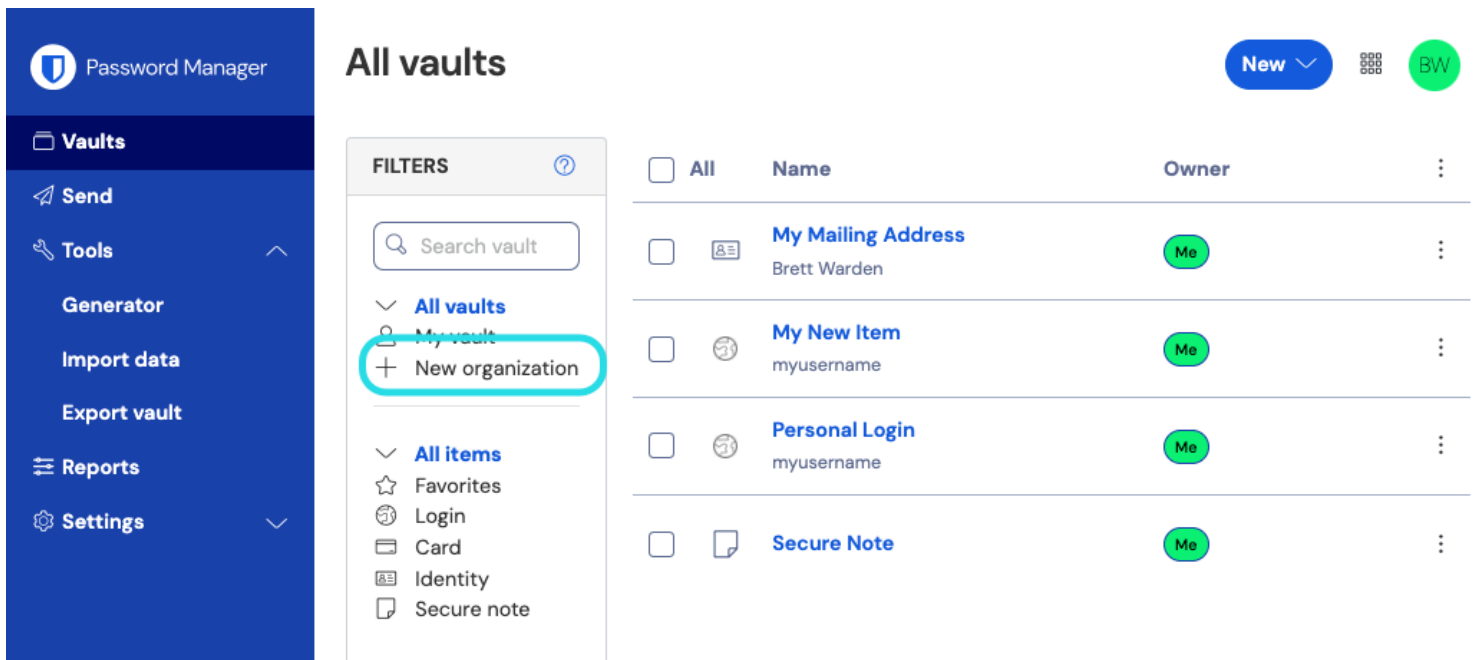 Password Manager
Vaults
Send
Tools
Generator
Import data
Export vault
Reports
Settings
All vaults
New
BW
FILTERS
Search vault
All vaults
My vault
New organization
All items
Favorites
Login
Card
Identity
Secure note
All Name Owner
My Mailing Address
Brett Warden
Me
My New Item
myusername
Me
Personal Login
myusername
Me
Secure Note
Me